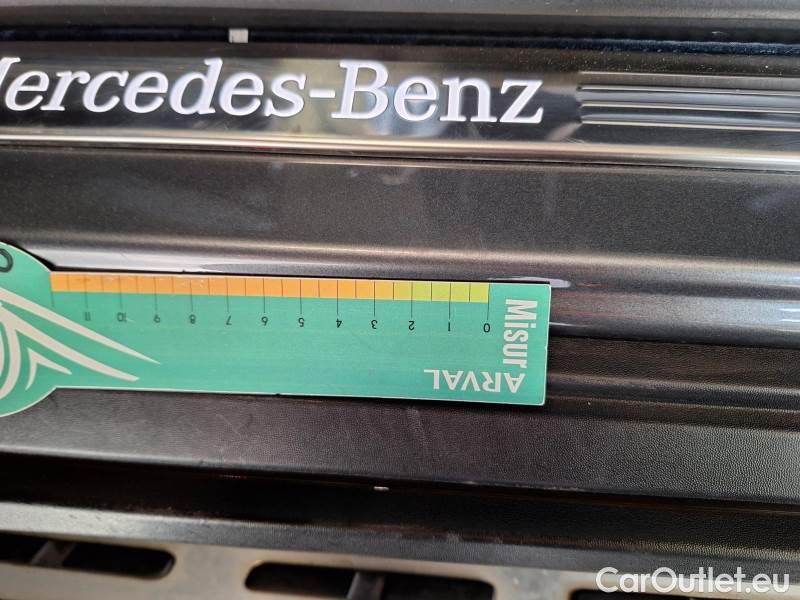 Mercedes-Benz
0 1 2 3 4 5 6 7 8 9 10 11
Misur
ARVAL
CarOutlet.eu